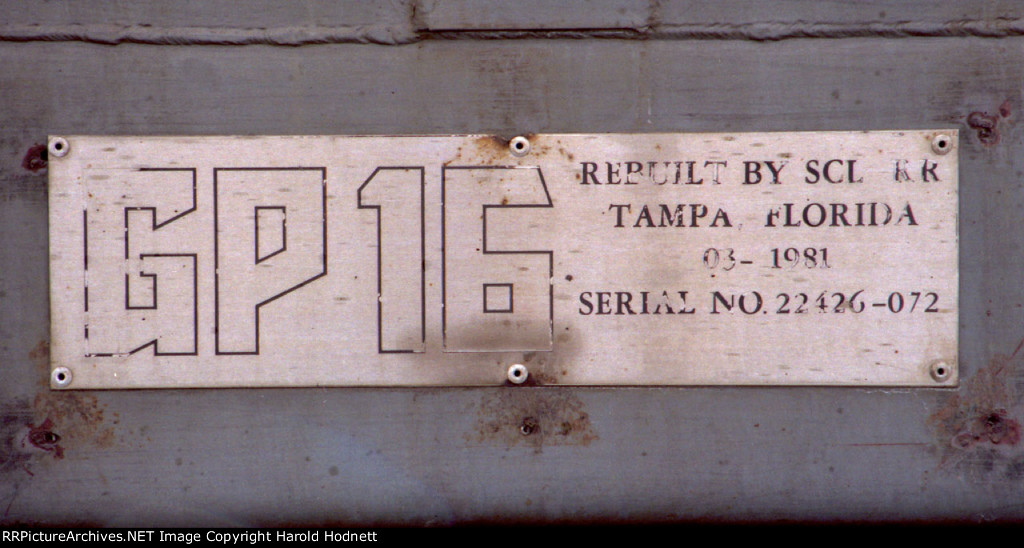 GP16
REBUILT BY SCL RR
TAMPA, FLORIDA
03-1981
SERIAL NO. 22426-072
RRPictureArchives.NET Image Copyright Harold Hodnett